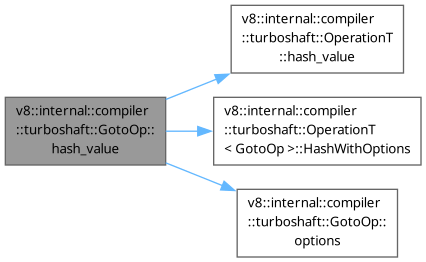 v8::internal::compiler
::turboshaft::GotoOp::
hash_value
v8::internal::compiler
::turboshaft::OperationT
::hash_value
v8::internal::compiler
::turboshaft::OperationT
< GotoOp >::HashWithOptions
v8::internal::compiler
::turboshaft::GotoOp::
options